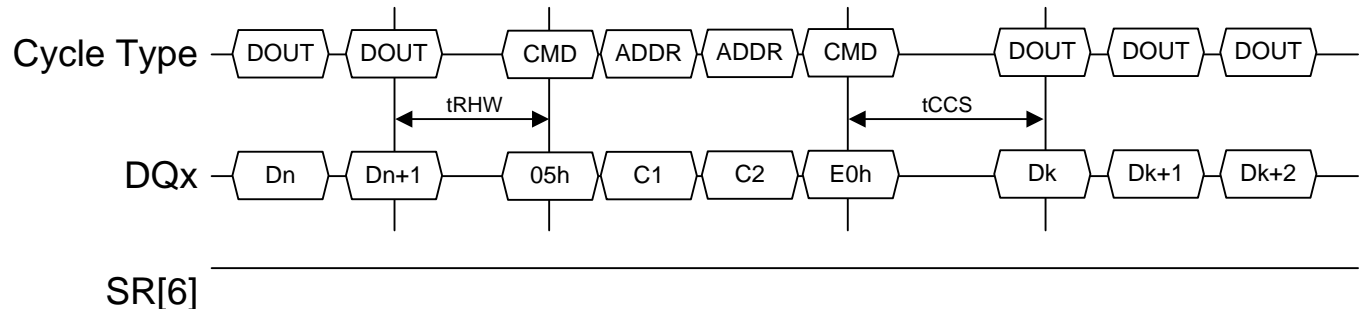 Cycle Type DOUT DOUT CMD ADDR ADDR CMD DOUT DOUT DOUT
tRHW tCCS
DQx Dn Dn+1 05h C1 C2 E0h Dk Dk+1 Dk+2
SR[6]